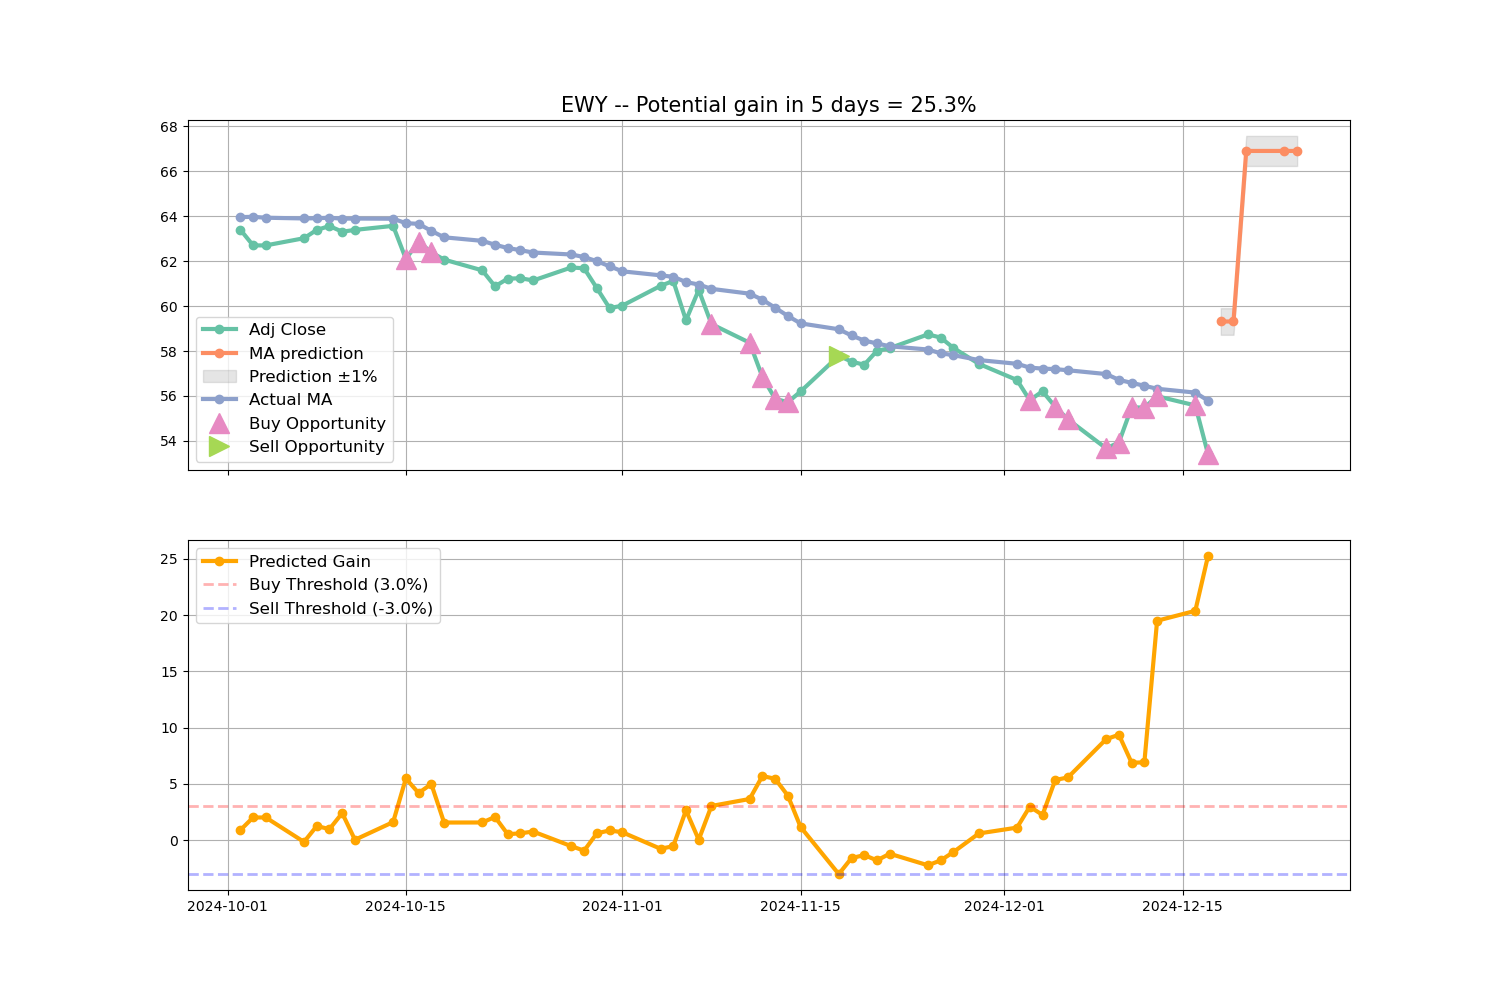 EWY -- Potential gain in 5 days = 25.3%
68
66
64
62
60
58
56
54
Adj Close
MA prediction
Prediction ±1%
Actual MA
Buy Opportunity
Sell Opportunity
25
20
15
10
5
0
Predicted Gain
Buy Threshold (3.0%)
Sell Threshold (-3.0%)
2024-10-01
2024-10-15
2024-11-01
2024-11-15
2024-12-01
2024-12-15